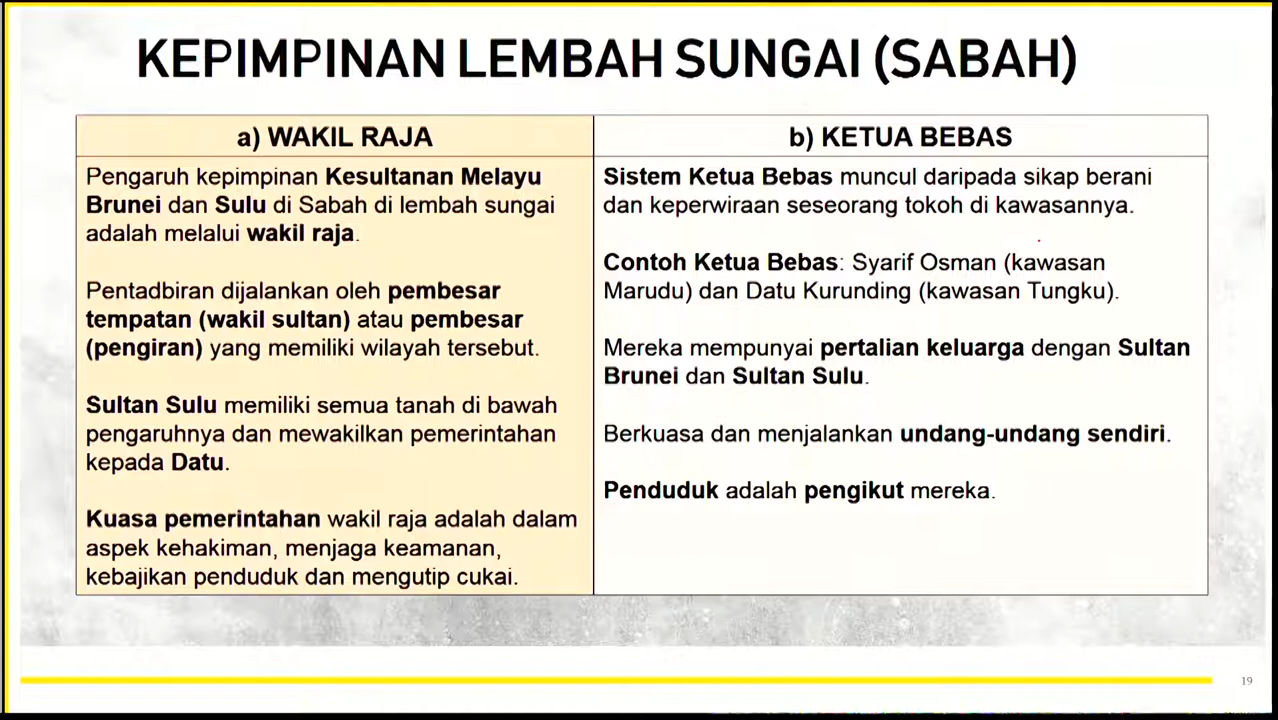 KEPIMPINAN LEMBAH SUNGAI (SABAH)
a) WAKIL RAJA
Pengaruh kepimpinan Kesultanan Melayu
Brunei dan Sulu di Sabah di lembah sungai
adalah melalui wakil raja.
Pentadbiran dijalankan oleh pembesar
tempatan (wakil sultan) atau pembesar
(pengiran) yang memiliki wilayah tersebut.
Sultan Sulu memiliki semua tanah di bawah
pengaruhnya dan mewakilkan pemerintahan
kepada Datu.
Kuasa pemerintahan wakil raja adalah dalam
aspek kehakiman, menjaga keamanan,
kebajikan penduduk dan mengutip cukai.
b) KETUA BEBAS
Sistem Ketua Bebas muncul daripada sikap berani
dan keperwiraan seseorang tokoh di kawasannya.
Contoh Ketua Bebas: Syarif Osman (kawasan
Marudu) dan Datu Kurunding (kawasan Tungku).
Mereka mempunyai pertalian keluarga dengan Sultan
Brunei dan Sultan Sulu.
Berkuasa dan menjalankan undang-undang sendiri.
Penduduk adalah pengikut mereka.
19